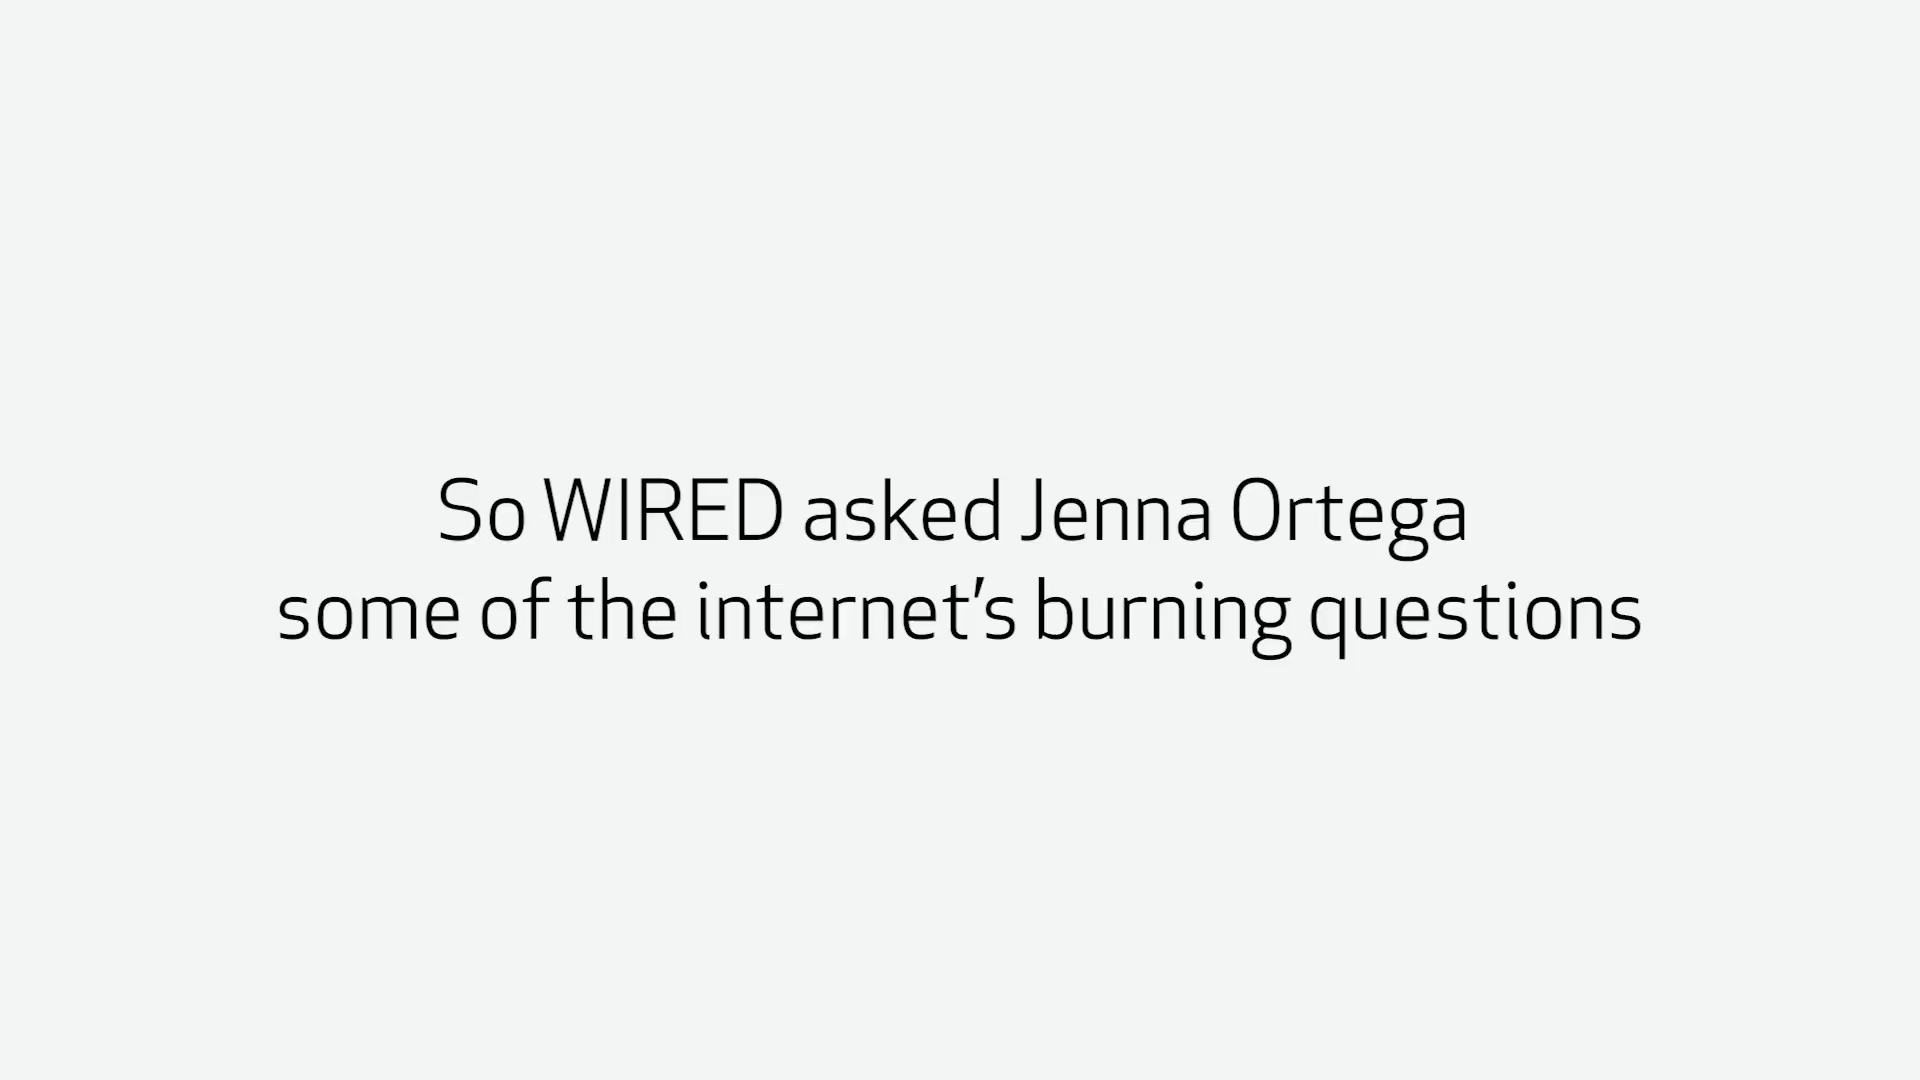 So WIRED asked Jenna Ortega
some of the internet’s burning questions